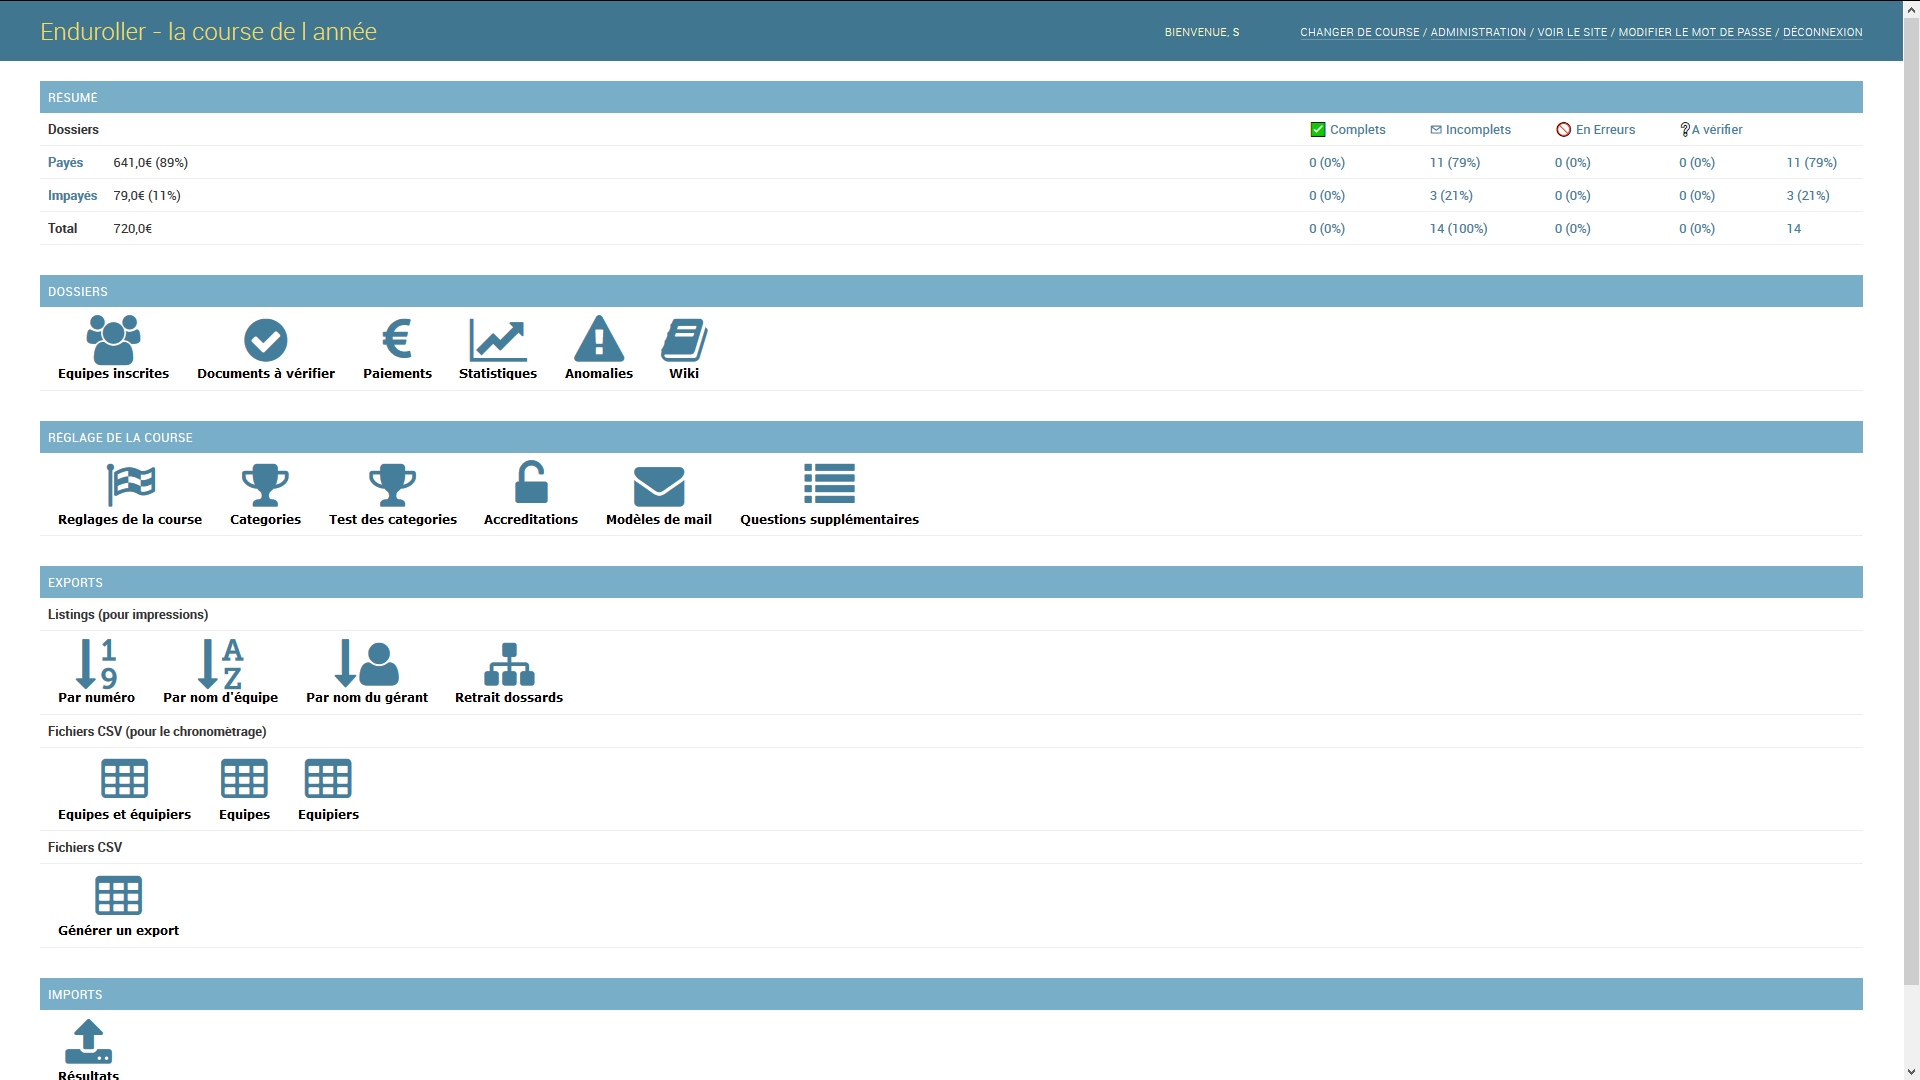 Enduroller - la course de l année
BIENVENUE, S
CHANGER DE COURSE / ADMINISTRATION / VOIR LE SITE / MODIFIER LE MOT DE PASSE / DÉCONNEXION
RÉSUMÉ
Dossiers Complets Incomplets En Erreurs A vérifier
Payés 641,0€ (89%) 0 (0%) 11 (79%) 0 (0%) 0 (0%) 11 (79%)
Impayés 79,0€ (11%) 0 (0%) 3 (21%) 0 (0%) 0 (0%) 3 (21%)
Total 720,0€ 0 (0%) 14 (100%) 0 (0%) 0 (0%) 14
DOSSIERS
Equipes inscrites Documents à vérifier Paiements Statistiques Anomalies Wiki
RÉGLAGE DE LA COURSE
Reglages de la course Categories Test des categories Accreditations Modèles de mail Questions supplémentaires
EXPORTS
Listings (pour impressions)
1 9 A Z
Par numéro Par nom d'équipe Par nom du gérant Retrait dossards
Fichiers CSV (pour le chronomètrage)
Equipes et équipiers Equipes Equipiers
Fichiers CSV
Générer un export
IMPORTS
Résultats